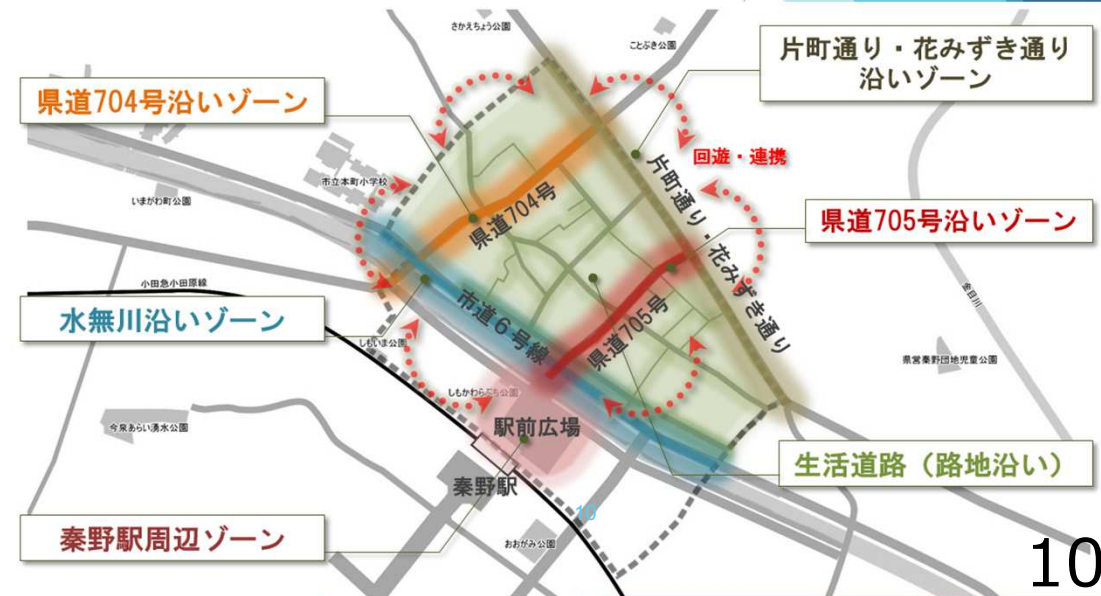 さかえちょう公園
ことぶき公園
片町通り・花みずき通り
沿いゾーン
県道704号沿いゾーン
回遊・連携
片町通り・花みずき通り
市立本町小学校
いまがわ町公園
県道704号
県道705号沿いゾーン
小田急小田原線
金目川
水無川沿いゾーン
市道6号線
県道705号
しもいま公園
県営秦野団地児童公園
しもかわらぶち公園
今泉あらい湧水公園
駅前広場
生活道路（路地沿い）
秦野駅
10
秦野駅周辺ゾーン
おおがみ公園
10